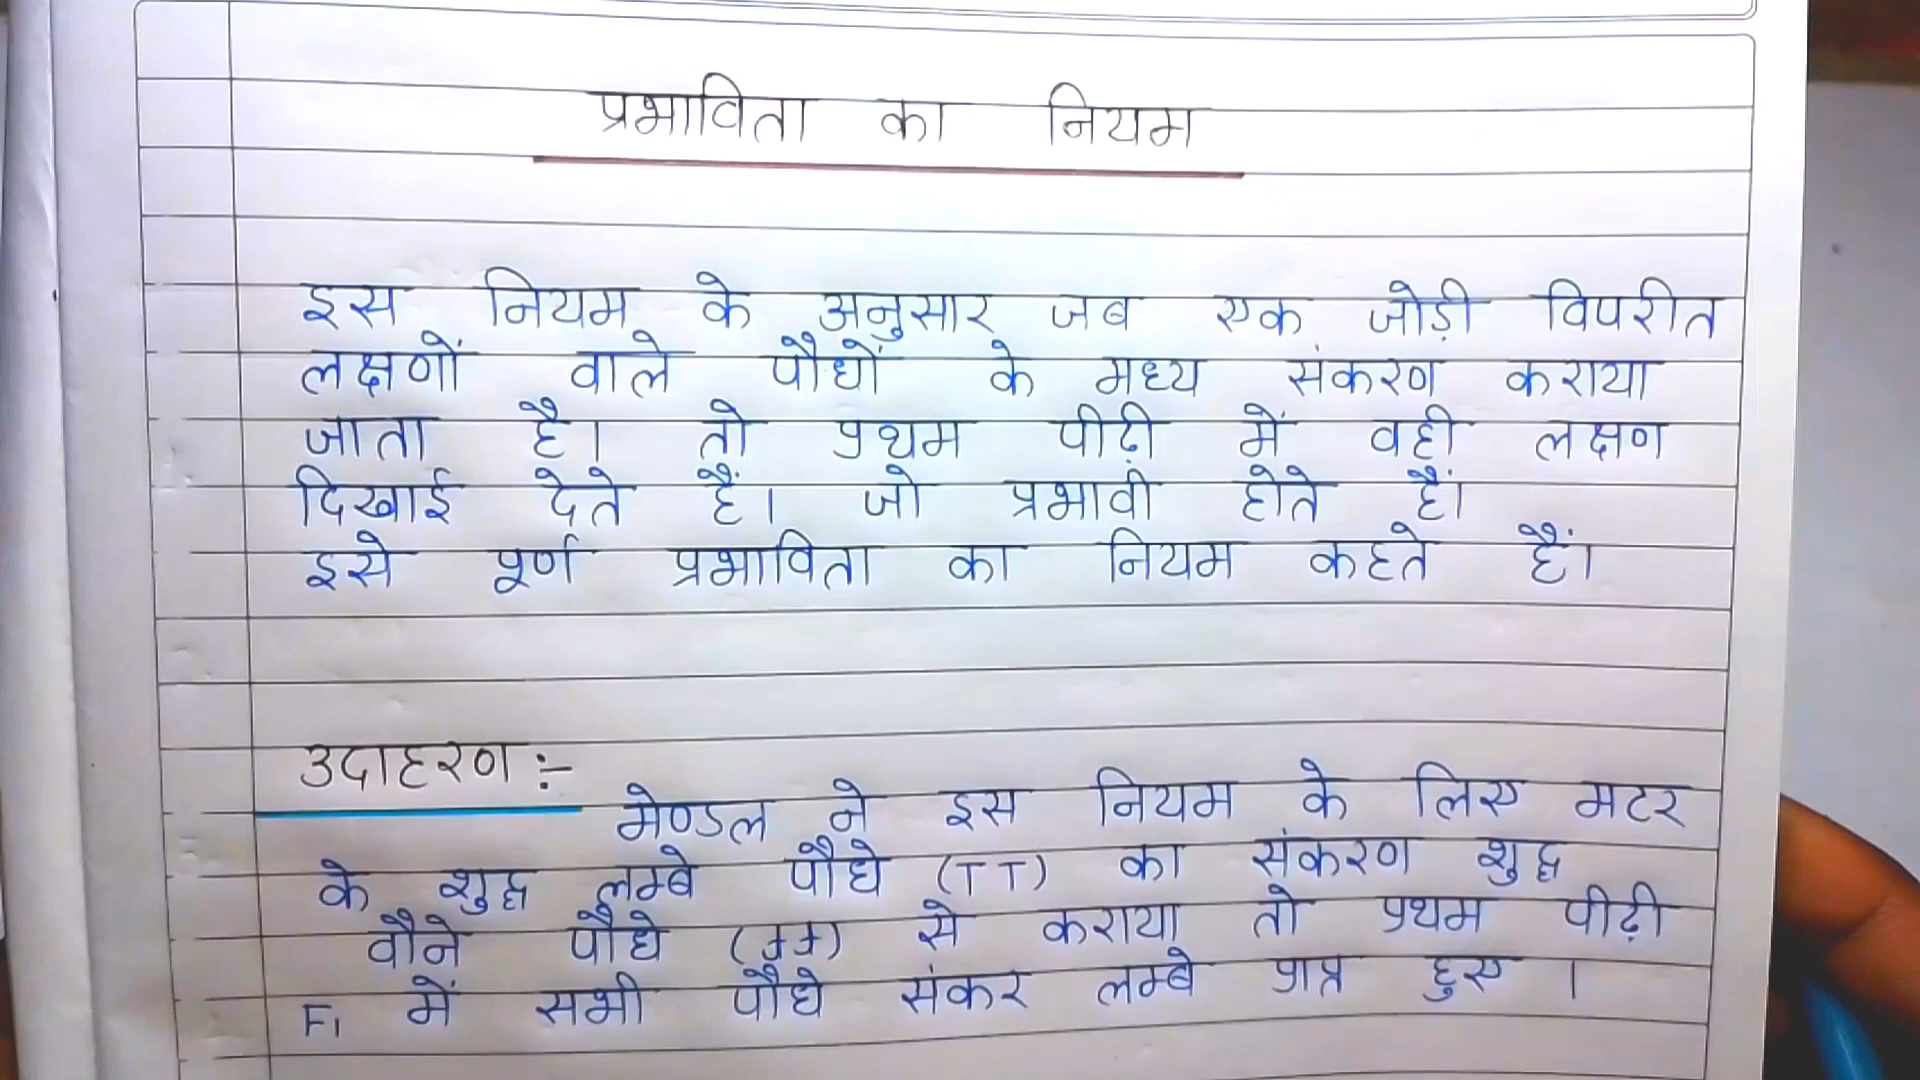 प्रभाविता का नियम
इस नियम के अनुसार जब एक जोड़ी विपरीत
लक्षणों वाले पौधों के मध्य संकरण कराया
जाता है। तो प्रथम पीढ़ी में वही लक्षण
दिखाई देते हैं। जो प्रभावी होते हैं।
इसे पूर्ण प्रभाविता का नियम कहते हैं।
उदाहरण :-
मेण्डल ने इस नियम के लिए मटर
के शुद्ध लम्बे पौधे (TT) का संकरण शुद्ध
वौने पौधे (tt) से कराया तो प्रथम पीढ़ी
F₁ में सभी पौधे संकर लम्बे प्राप्त हुए ।